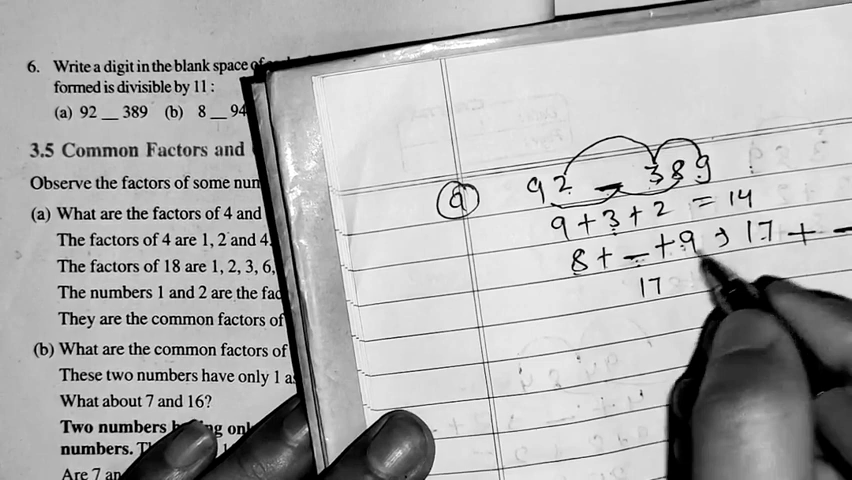 6. Write a digit in the blank space of
formed is divisible by 11 :
(a) 92 __ 389 (b) 8 __ 94
3.5 Common Factors and
Observe the factors of some num
(a) What are the factors of 4 and
The factors of 4 are 1, 2 and 4.
The factors of 18 are 1, 2, 3, 6,
The numbers 1 and 2 are the fac
They are the common factors of
(b) What are the common factors of
These two numbers have only 1 a
What about 7 and 16?
Two numbers only
numbers.
Are 7 an
(a) 92 _ 389
9 + 3 + 2 = 14
8 + _ + 9 → 17 + _
17